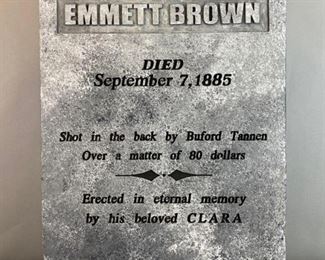 EMMETT BROWN
DIED
September 7, 1885
Shot in the back by Buford Tannen
Over a matter of 80 dollars
Erected in eternal memory
by his beloved CLARA